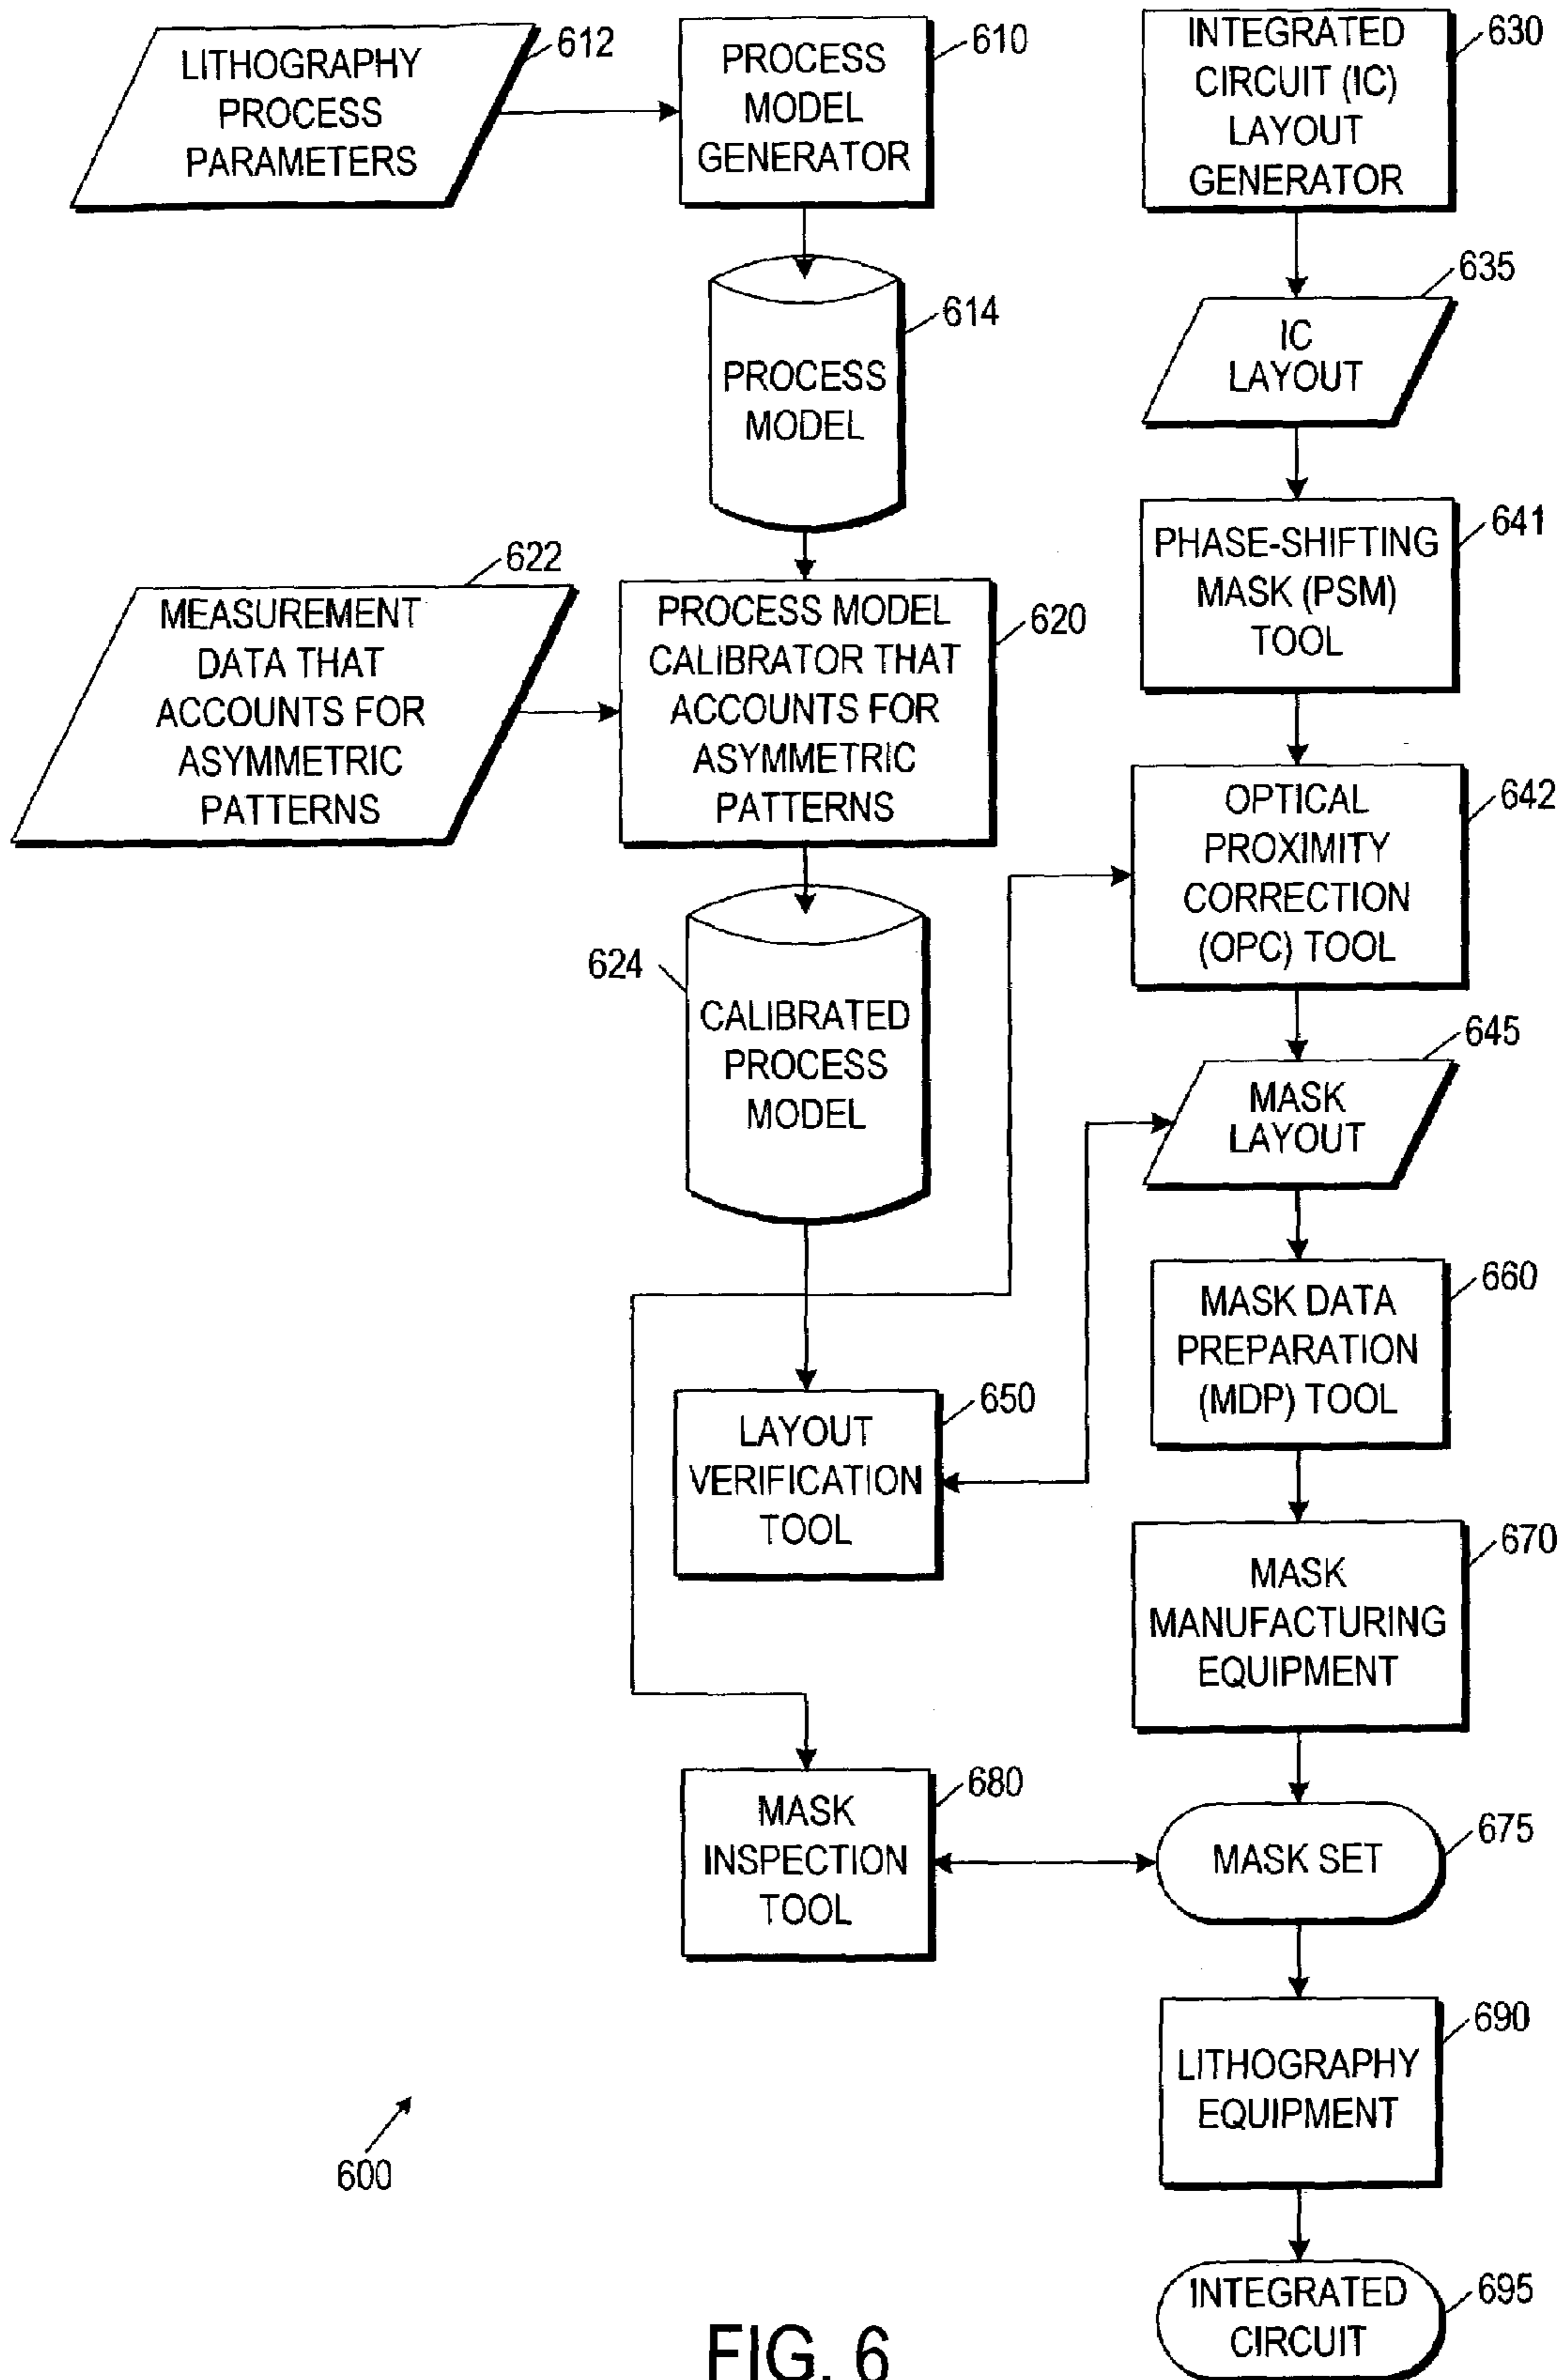 LITHOGRAPHY
PROCESS
PARAMETERS
612
PROCESS
MODEL
GENERATOR
610
PROCESS
MODEL
614
MEASUREMENT
DATA THAT
ACCOUNTS FOR
ASYMMETRIC
PATTERNS
622
PROCESS MODEL
CALIBRATOR THAT
ACCOUNTS FOR
ASYMMETRIC
PATTERNS
620
624
CALIBRATED
PROCESS
MODEL
LAYOUT
VERIFICATION
TOOL
650
MASK
INSPECTION
TOOL
680
INTEGRATED
CIRCUIT (IC)
LAYOUT
GENERATOR
630
635
IC
LAYOUT
PHASE-SHIFTING
MASK (PSM)
TOOL
641
OPTICAL
PROXIMITY
CORRECTION
(OPC) TOOL
642
645
MASK
LAYOUT
MASK DATA
PREPARATION
(MDP) TOOL
660
MASK
MANUFACTURING
EQUIPMENT
670
MASK SET
675
LITHOGRAPHY
EQUIPMENT
690
INTEGRATED
CIRCUIT
695
600
FIG. 6